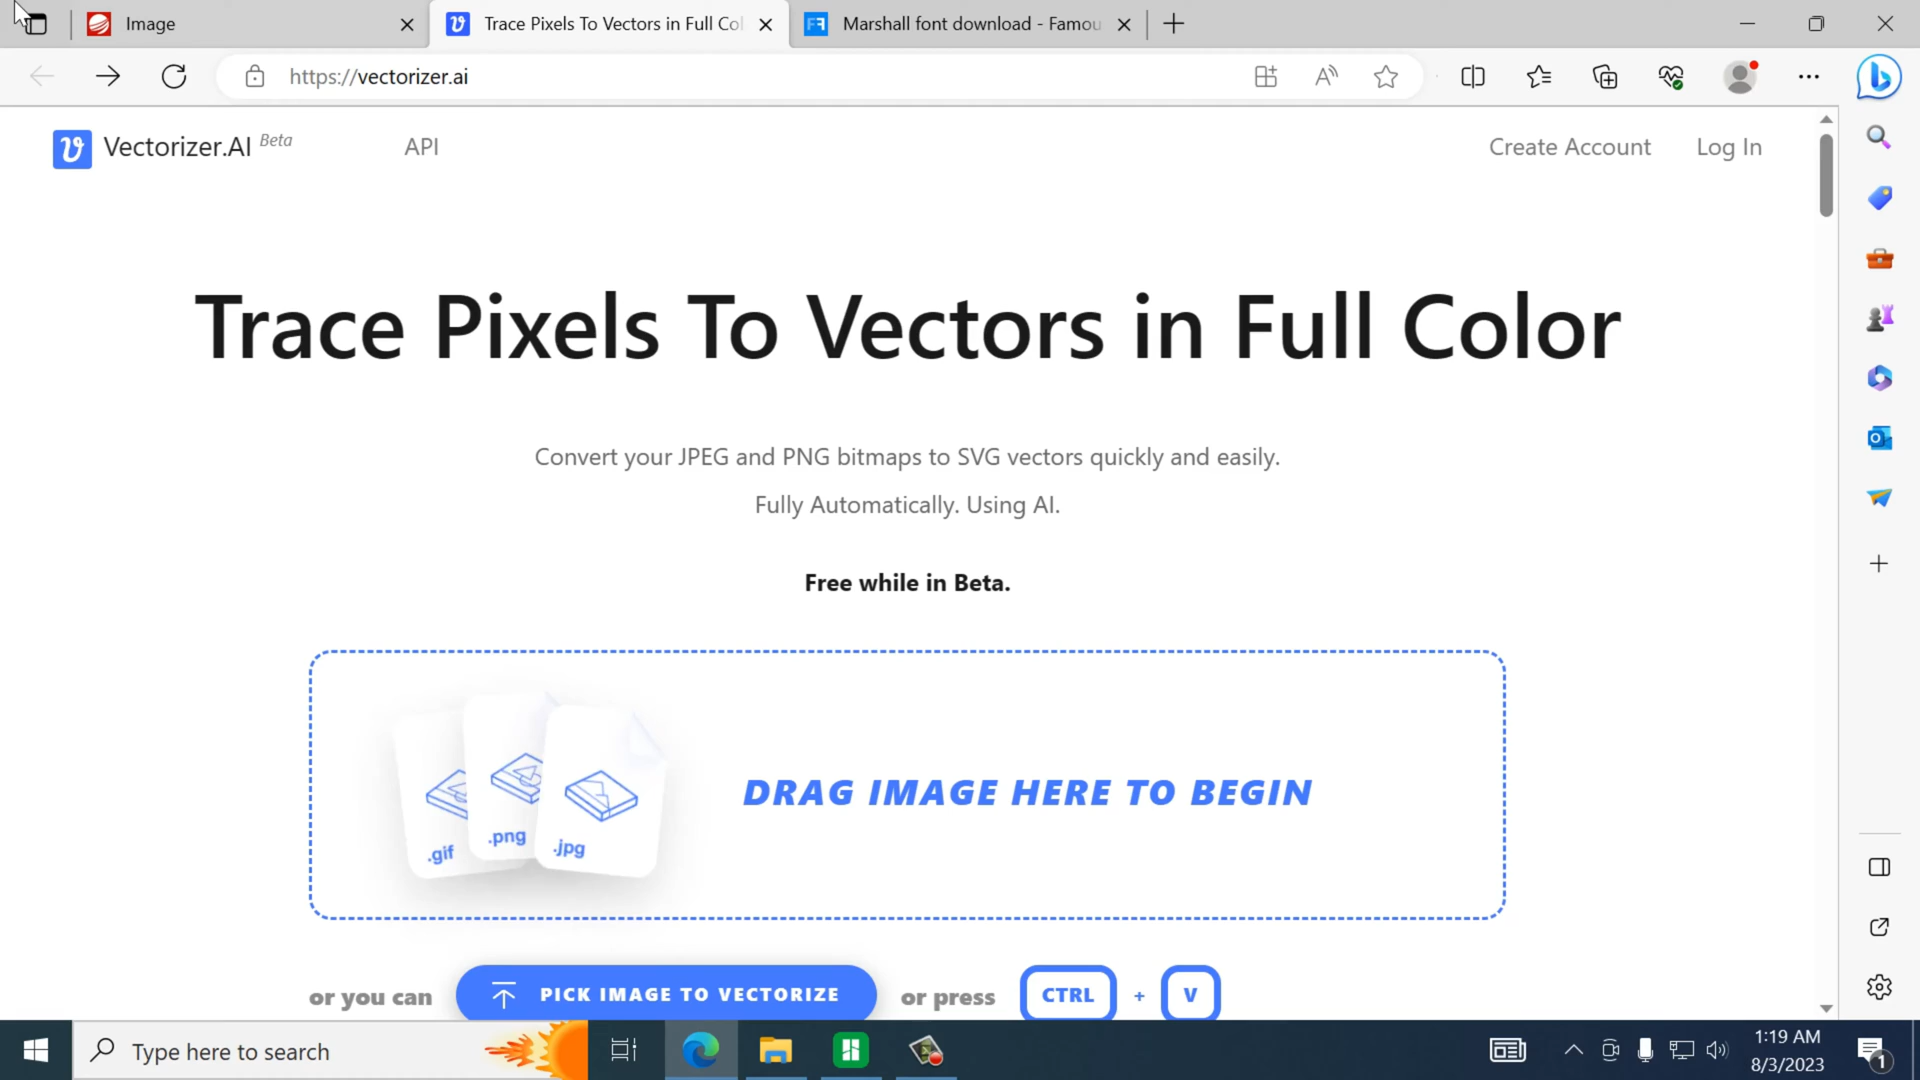 Image
Trace Pixels To Vectors in Full Col
Marshall font download - Famou
https://vectorizer.ai
Vectorizer.AI Beta
API
Create Account
Log In
Trace Pixels To Vectors in Full Color
Convert your JPEG and PNG bitmaps to SVG vectors quickly and easily.
Fully Automatically. Using AI.
Free while in Beta.
.gif
.png
.jpg
DRAG IMAGE HERE TO BEGIN
or you can
PICK IMAGE TO VECTORIZE
or press
CTRL + V
Type here to search
1:19 AM
8/3/2023
1